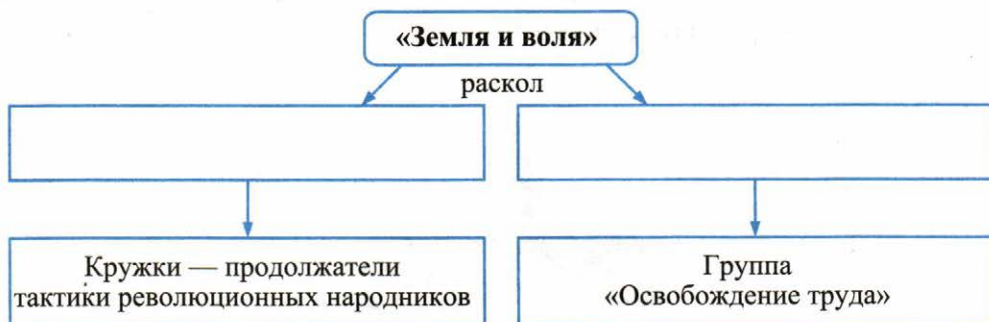 «Земля и воля»
раскол
Кружки — продолжатели
тактики революционных народников
Группа
«Освобождение труда»